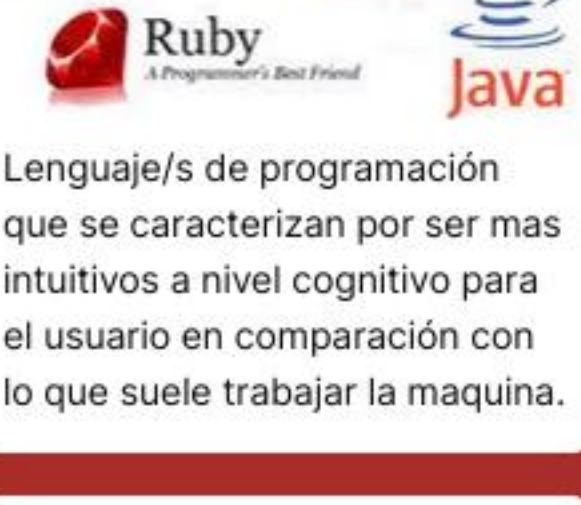 Ruby
A Programmer's Best Friend
Java
Lenguaje/s de programación
que se caracterizan por ser mas
intuitivos a nivel cognitivo para
el usuario en comparación con
lo que suele trabajar la maquina.